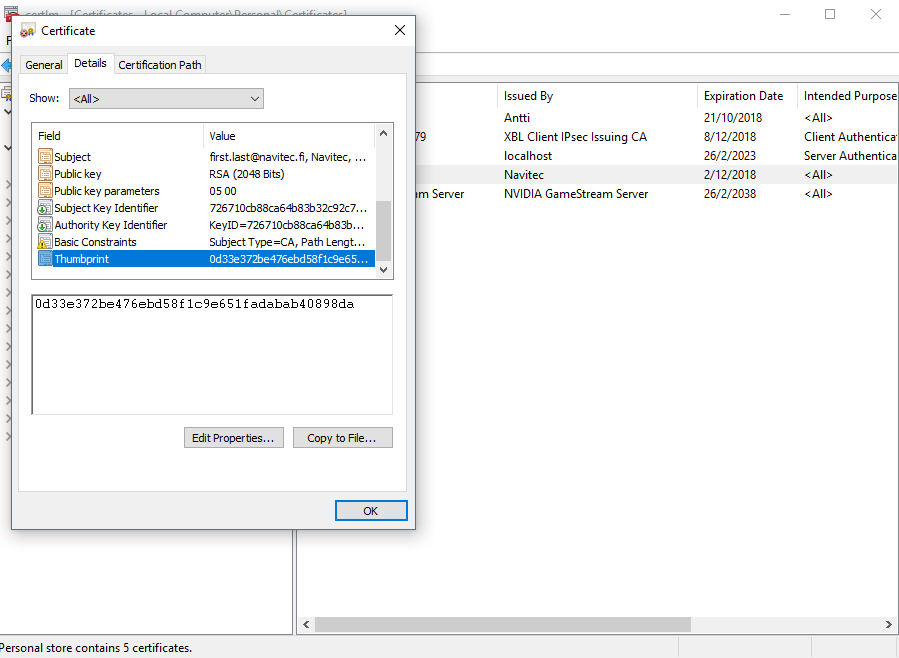 certlm - [Certificates - Local Computer\Personal\Certificates]
Certificate
General Details Certification Path
Show: <All>
Field Value
Subject first.last@navitec.fi, Navitec, ...
Public key RSA (2048 Bits)
Public key parameters 05 00
Subject Key Identifier 726710cb88ca64b83b32c92c7...
Authority Key Identifier KeyID=726710cb88ca64b83b...
Basic Constraints Subject Type=CA, Path Lengt...
Thumbprint 0d33e372be476ebd58f1c9e65...
0d33e372be476ebd58f1c9e651fadabab40898da
Edit Properties... Copy to File...
OK
Issued By Expiration Date Intended Purpose
Antti 21/10/2018 <All>
79 XBL Client IPsec Issuing CA 8/12/2018 Client Authenticat
localhost 26/2/2023 Server Authentica
Navitec 2/12/2018 <All>
am Server NVIDIA GameStream Server 26/2/2038 <All>
Personal store contains 5 certificates.